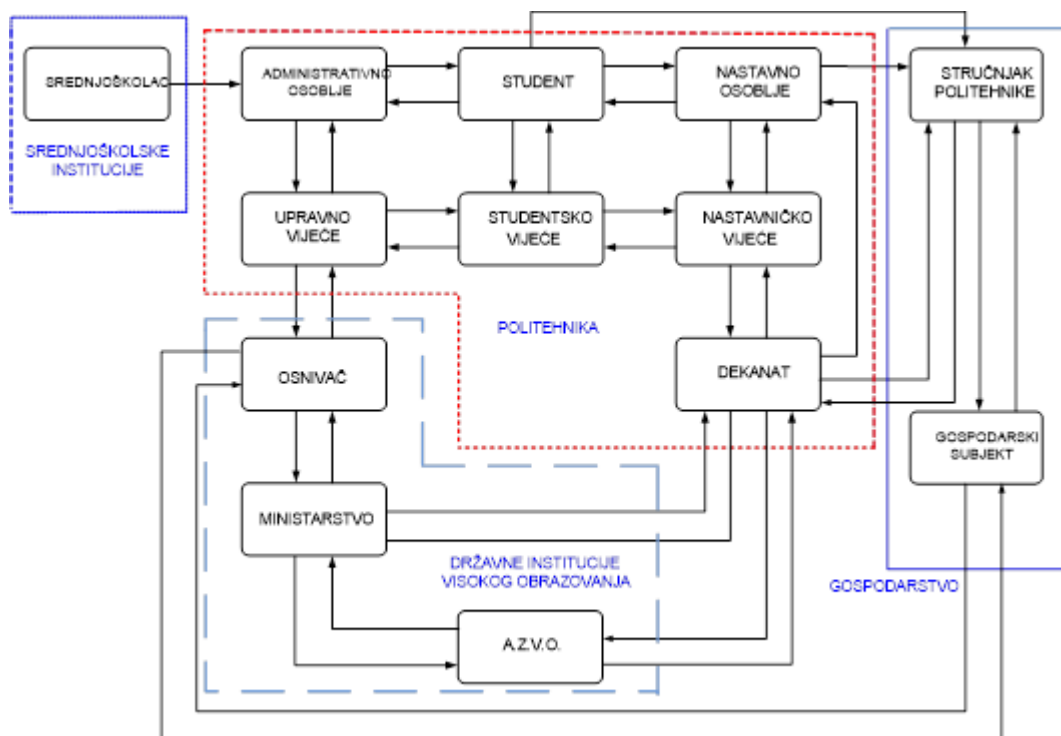 SREDNJOŠKOLAC
SREDNJOŠKOLSKE
INSTITUCIJE
ADMINISTRATIVNO
OSOBLJE
STUDENT
NASTAVNO
OSOBLJE
STRUČNJAK
POLITEHNIKE
UPRAVNO
VIJEĆE
STUDENTSKO
VIJEĆE
NASTAVNIČKO
VIJEĆE
POLITEHNIKA
OSNIVAČ
DEKANAT
GOSPODARSKI
SUBJEKT
MINISTARSTVO
DRŽAVNE INSTITUCIJE
VISOKOG OBRAZOVANJA
GOSPODARSTVO
A.Z.V.O.